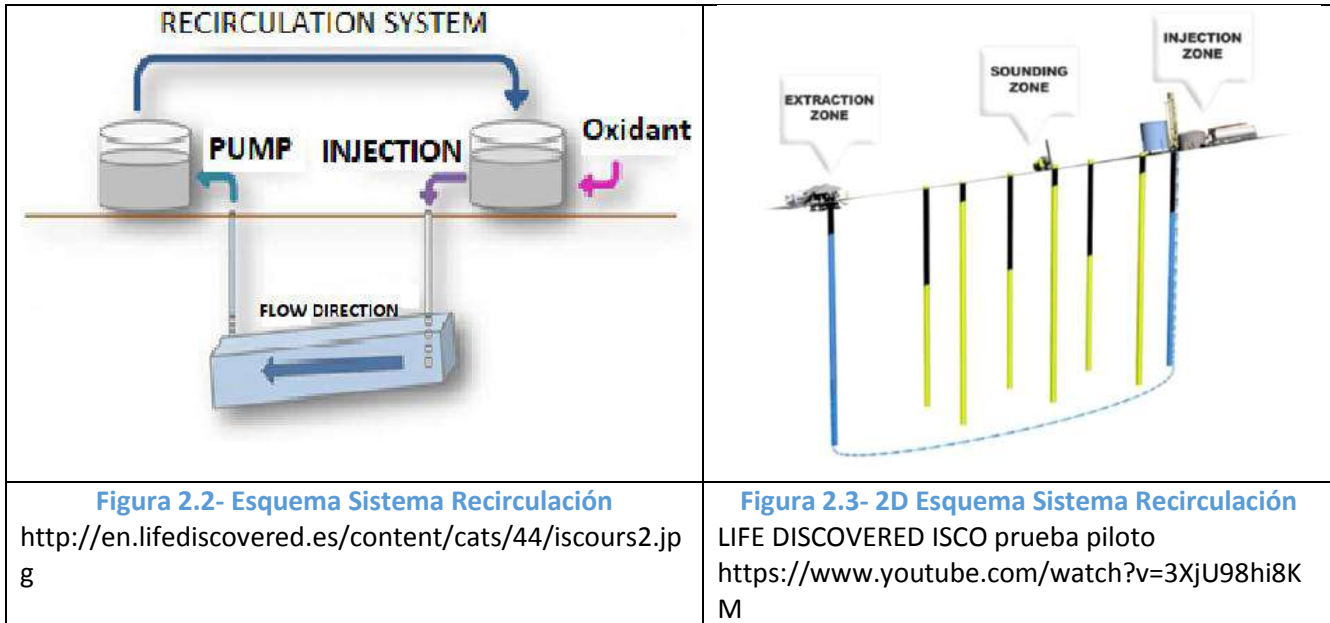 RECIRCULATION SYSTEM
PUMP
INJECTION
Oxidant
FLOW DIRECTION
Figura 2.2- Esquema Sistema Recirculación
http://en.lifediscovered.es/content/cats/44/iscours2.jp
g
EXTRACTION
ZONE
SOUNDING
ZONE
INJECTION
ZONE
Figura 2.3- 2D Esquema Sistema Recirculación
LIFE DISCOVERED ISCO prueba piloto
https://www.youtube.com/watch?v=3XjU98hi8K
M